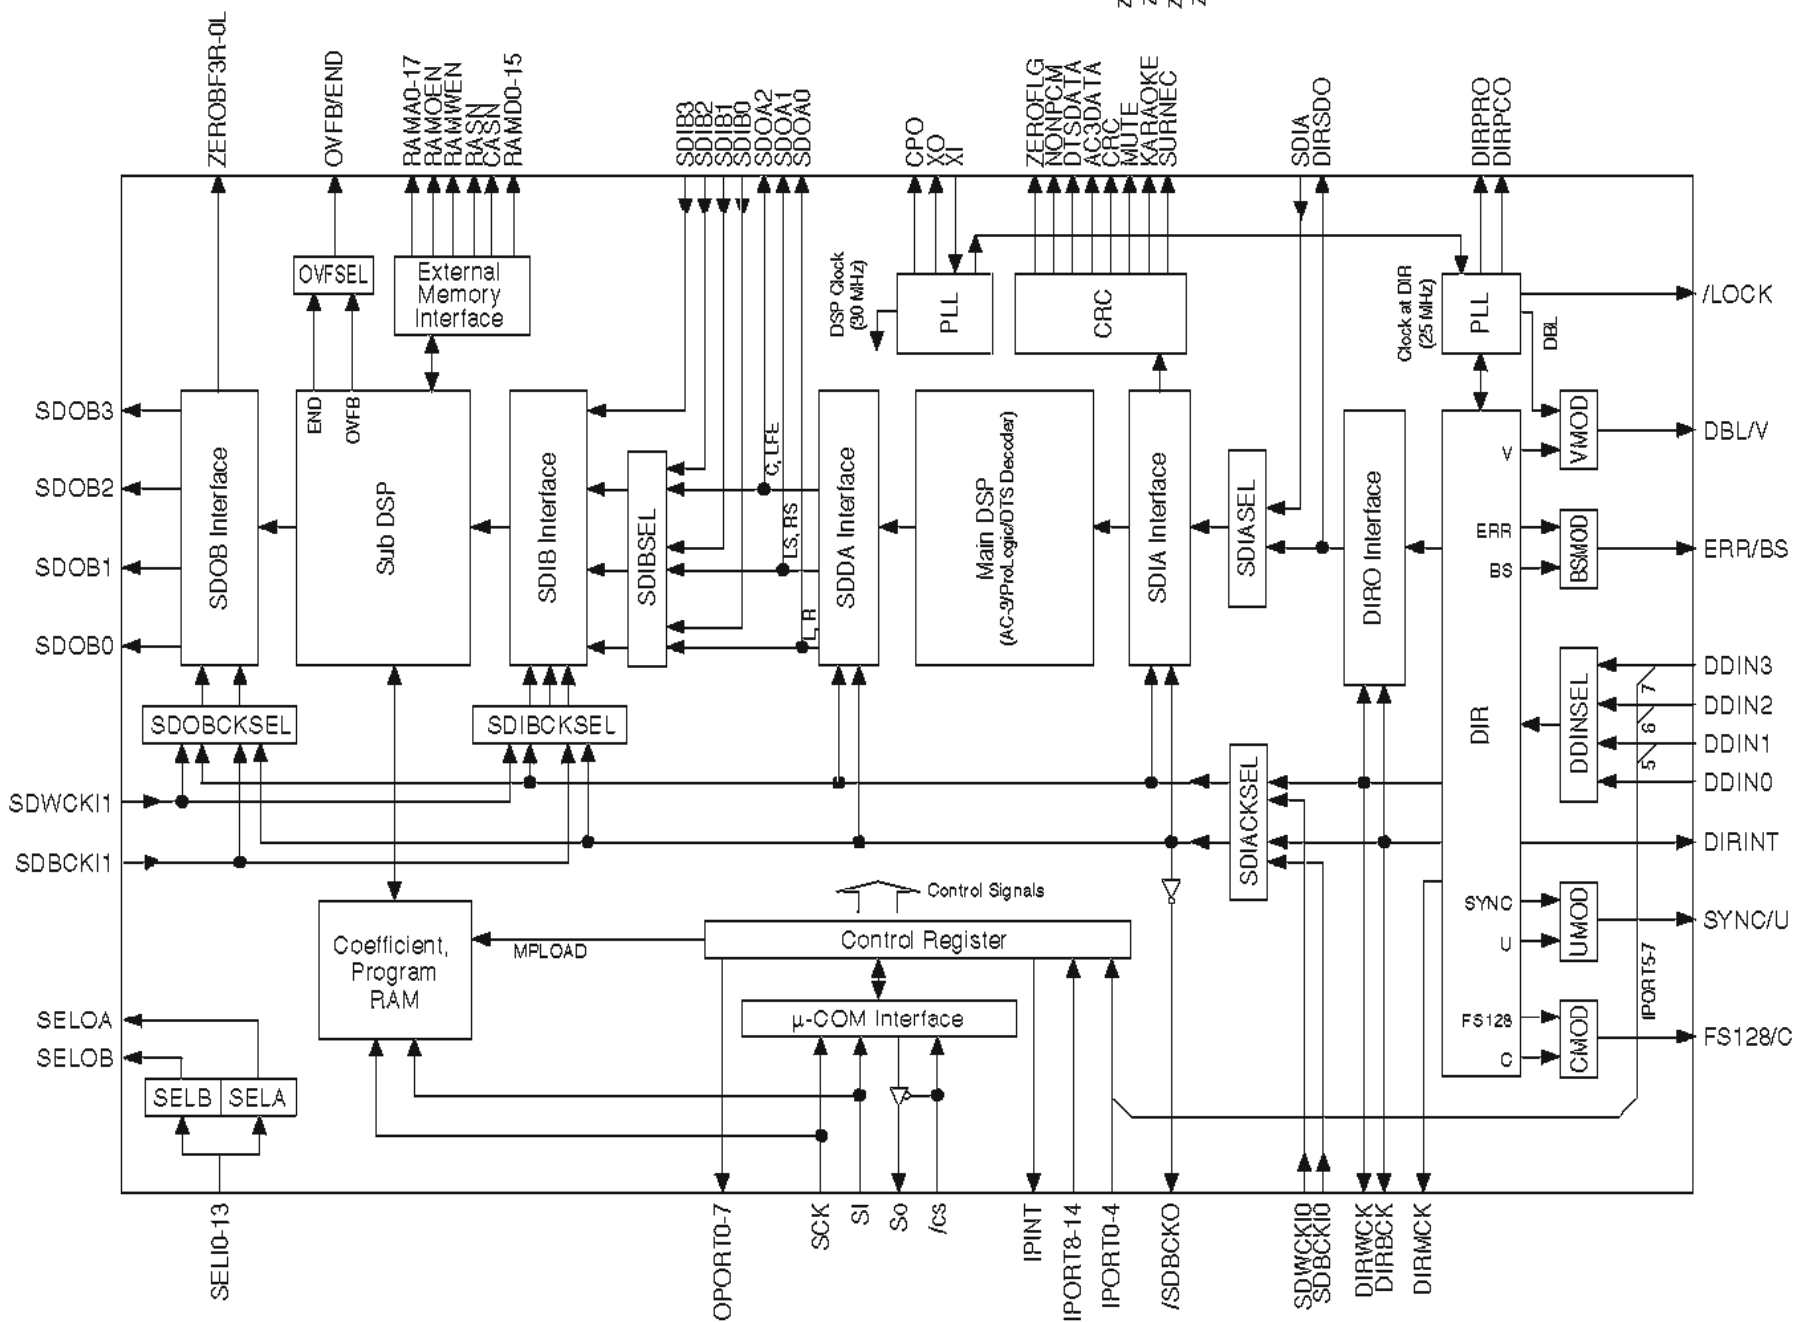 ZEROBF3R-0L
OVFB/END
RAMA0-17
RAMOEN
RAMWEN
RASN
CASN
RAMD0-15
SDIB3
SDIB2
SDIB1
SDIB0
SDOA2
SDOA1
SDOA0
CPO
XO
XI
ZEROFLG
NONPCM
DTSDATA
AC3DATA
CRC
MUTE
KARAOKE
SURNEC
SDIA
DIRSDO
DIRPRO
DIRPCO
OVFSEL
External
Memory
Interface
DSP Clock
(30 MHz)
PLL
CRC
Clock at DIR
(25 MHz)
PLL
DBL
/LOCK
SDOB3
SDOB2
SDOB1
SDOB0
SDOB Interface
END
OVFB
Sub DSP
SDIB Interface
SDIBSEL
C, LFE
LS, RS
L, R
SDDA Interface
Main DSP
(AC-3/ProLogic/DTS Decoder)
SDIA Interface
SDIASEL
DIRO Interface
V
VMOD
DBL/V
ERR
BS
BSMOD
ERR/BS
DIR
DDINSEL
7
6
5
DDIN3
DDIN2
DDIN1
DDIN0
SDOBCKSEL
SDIBCKSEL
SDIACKSEL
SDWCKI1
SDBCKI1
DIRINT
Control Signals
Control Register
MPLOAD
Coefficient,
Program
RAM
µ-COM Interface
SYNC
U
UMOD
SYNC/U
IPORT5-7
FS128
C
CMOD
FS128/C
SELOA
SELOB
SELB
SELA
SELI0-13
OPORT0-7
SCK
SI
So
/cs
IPINT
IPORT8-14
IPORT0-4
/SDBCKO
SDWCKI0
SDBCKI0
DIRWCK
DIRBCK
DIRMCK